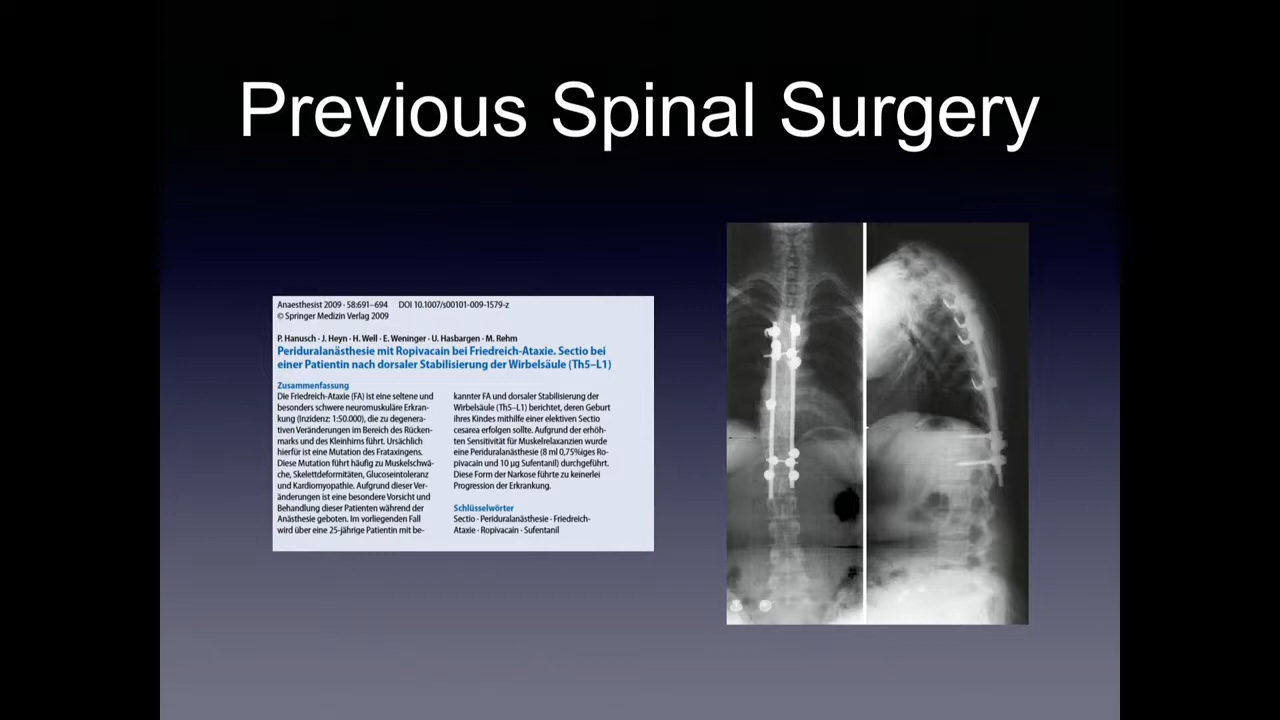 Previous Spinal Surgery
Anaesthesist 2009 · 58:691–694 DOI 10.1007/s00101-009-1579-z
© Springer Medizin Verlag 2009
P. Hanusch · J. Heyn · H. Well · E. Weninger · U. Hasbargen · M. Rehm
Periduralanästhesie mit Ropivacain bei Friedreich-Ataxie. Sectio bei
einer Patientin nach dorsaler Stabilisierung der Wirbelsäule (Th5–L1)
Zusammenfassung
Die Friedreich-Ataxie (FA) ist eine seltene und
besonders schwere neuromuskuläre Erkran-
kung (Inzidenz: 1:50.000), die zu degenera-
tiven Veränderungen im Bereich des Rücken-
marks und des Kleinhirns führt. Ursächlich
hierfür ist eine Mutation des Frataxingens.
Diese Mutation führt häufig zu Muskelschwä-
che, Skelettdeformitäten, Glucoseintoleranz
und Kardiomyopathie. Aufgrund dieser Ver-
änderungen ist eine besondere Vorsicht und
Behandlung dieser Patienten während der
Anästhesie geboten. Im vorliegenden Fall
wird über eine 25-jährige Patientin mit be-
kannter FA und dorsaler Stabilisierung der
Wirbelsäule (Th5–L1) berichtet, deren Geburt
ihres Kindes mithilfe einer elektiven Sectio
cesarea erfolgen sollte. Aufgrund der erhöh-
ten Sensitivität für Muskelrelaxanzien wurde
eine Periduralanästhesie (8 ml 0,75%iges Ro-
pivacain und 10 µg Sufentanil) durchgeführt.
Diese Form der Narkose führte zu keinerlei
Progression der Erkrankung.
Schlüsselwörter
Sectio · Periduralanästhesie · Friedreich-
Ataxie · Ropivacain · Sufentanil